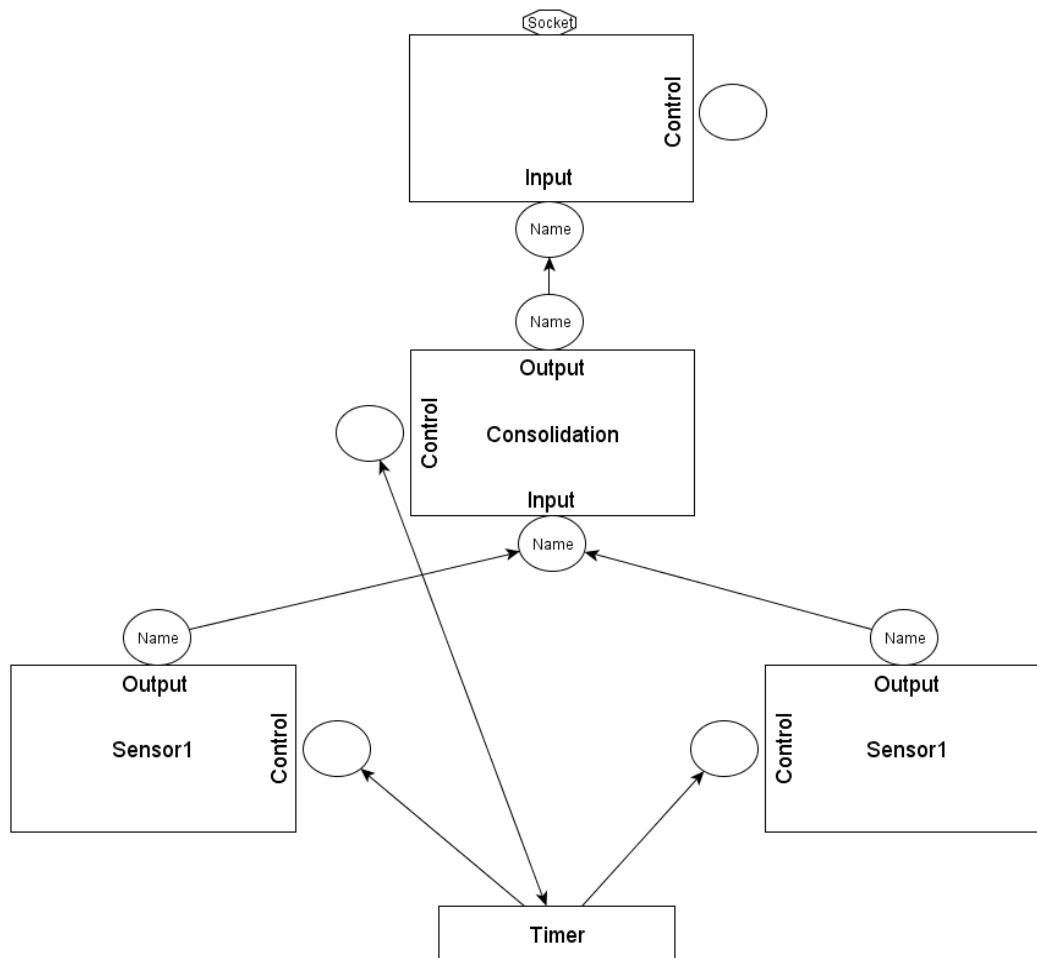 Socket
Control
Input
Name
Name
Output
Control
Consolidation
Input
Name
Name
Name
Output
Output
Control
Control
Sensor1
Sensor1
Timer